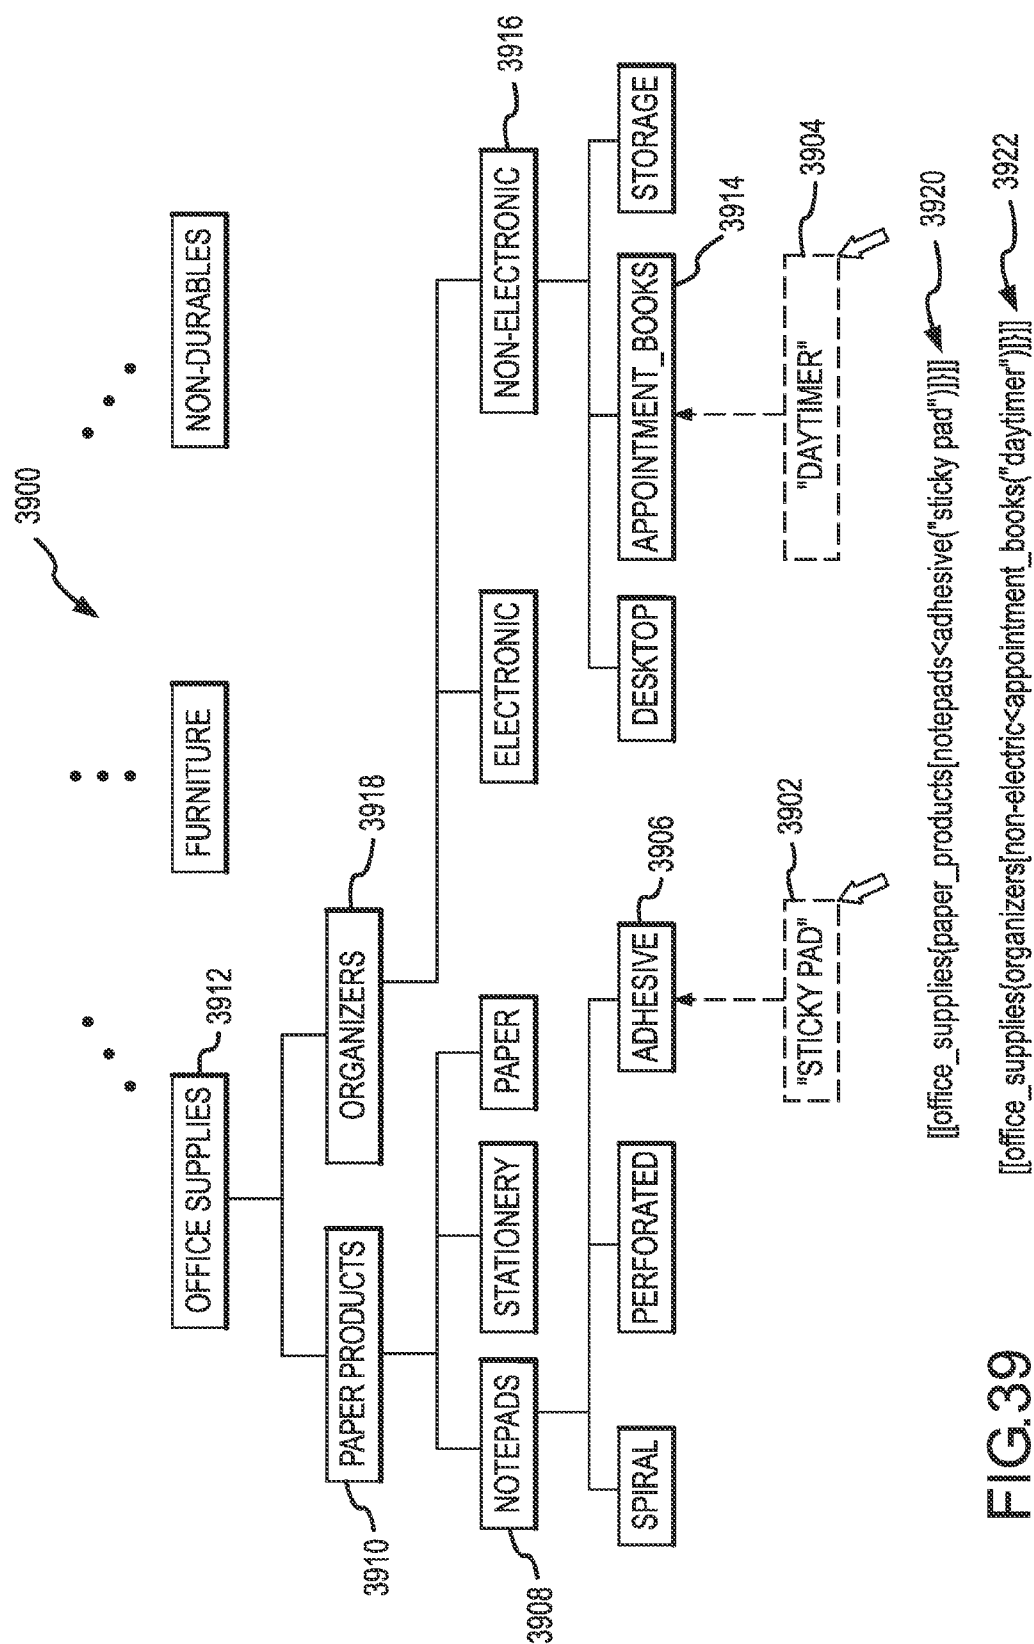 3900
OFFICE SUPPLIES
3912
FURNITURE
NON-DURABLES
PAPER PRODUCTS
3910
ORGANIZERS
3918
NOTEPADS
3908
STATIONERY
PAPER
ELECTRONIC
NON-ELECTRONIC
3916
SPIRAL
PERFORATED
ADHESIVE
3906
DESKTOP
APPOINTMENT_BOOKS
3914
STORAGE
"STICKY PAD"
3902
"DAYTIMER"
3904
[[office_supplies{paper_products[notepads<adhesive("sticky pad")]}]]
3920
[[office_supplies{organizers[non-electric<appointment_books("daytimer")]}]]
3922
FIG.39